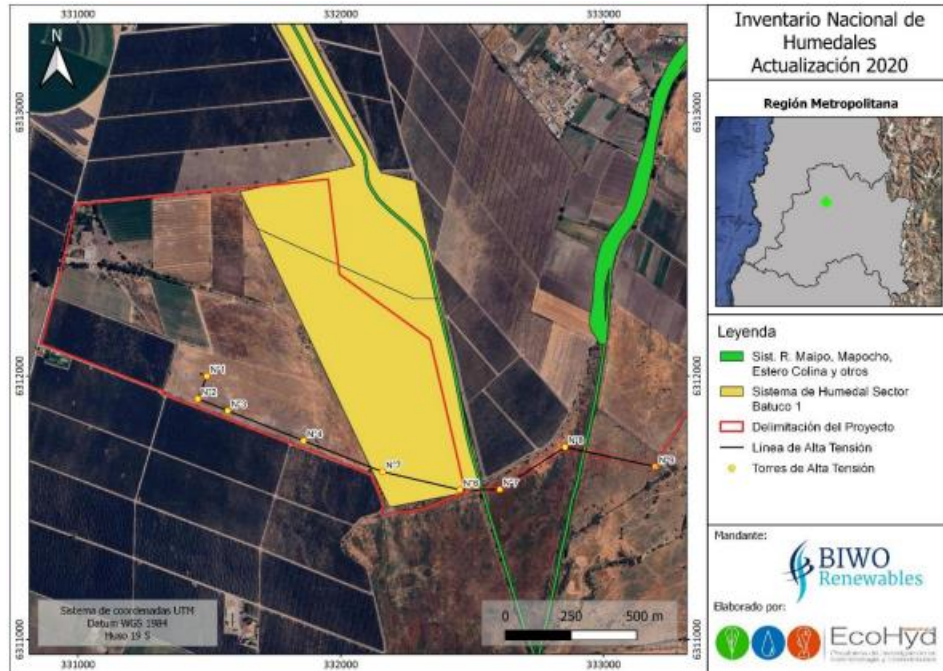 331000
332000
333000
6313000
6312000
6311000
6313000
6312000
6311000
N
N°1
N°2
N°3
N°4
N°7
N°6
N°7
N°8
N°9
Sistema de coordenadas UTM
Datum WGS 1984
Huso 19 S
0 250 500 m
331000
332000
333000
Inventario Nacional de
Humedales
Actualización 2020
Región Metropolitana
Leyenda
Sist. R. Maipo, Mapocho,
Estero Colina y otros
Sistema de Humedal Sector
Batuco 1
Delimitación del Proyecto
Línea de Alta Tensión
Torres de Alta Tensión
Mandante:
BIWO
Renewables
Elaborado por:
EcoHyd